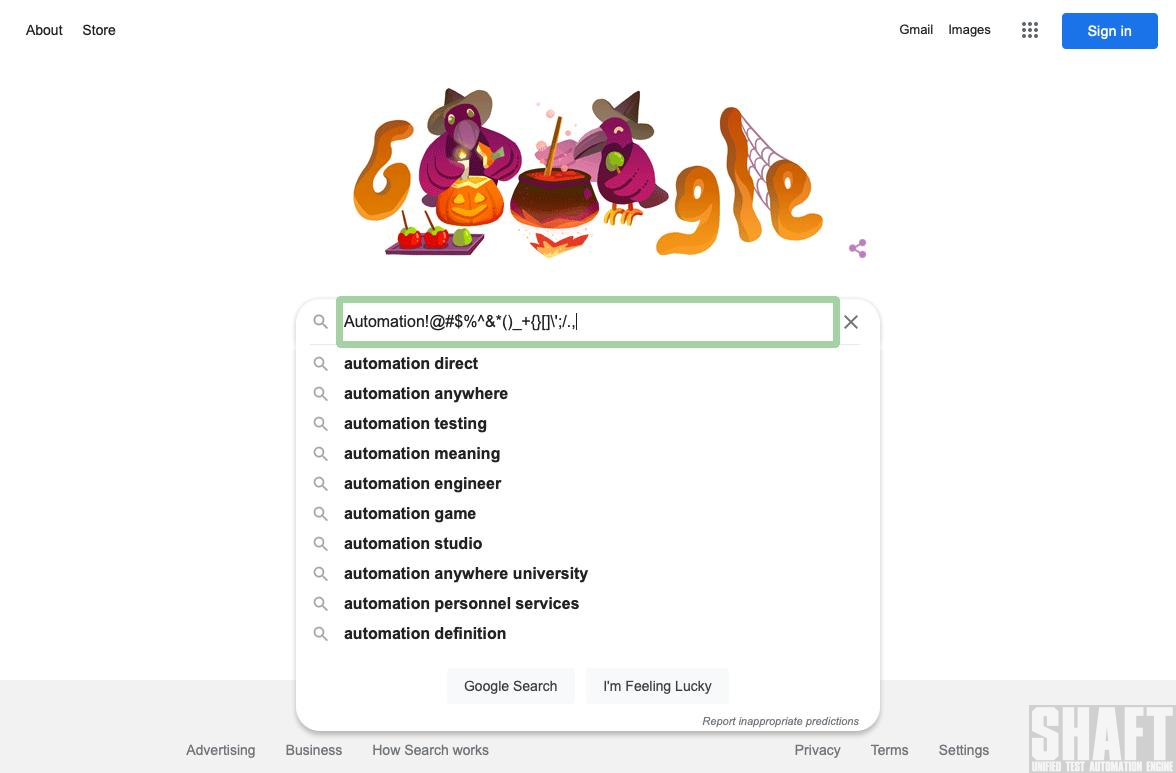 About Store
Gmail Images
Sign in
Google
Automation!@#$%^&*()_+{}[]\';/.,
automation direct
automation anywhere
automation testing
automation meaning
automation engineer
automation game
automation studio
automation anywhere university
automation personnel services
automation definition
Google Search I'm Feeling Lucky
Report inappropriate predictions
Advertising Business How Search works
Privacy Terms Settings
SHAFT
UNIFIED TEST AUTOMATION ENGINE